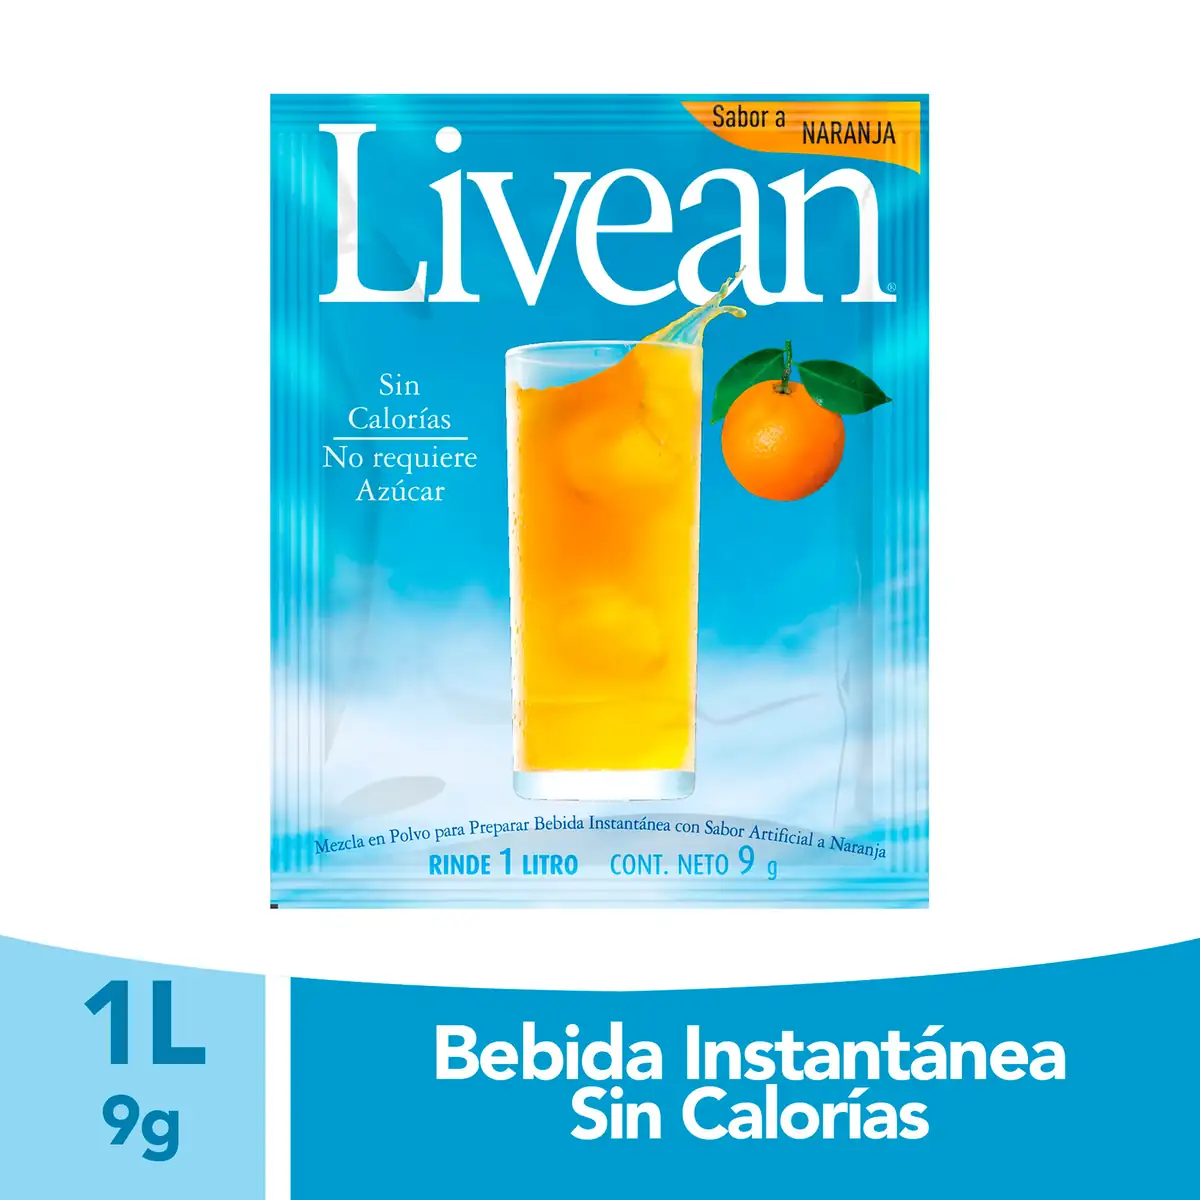 Sabor a NARANJA
Livean®
Sin
Calorías
No requiere
Azúcar
Mezcla en Polvo para Preparar Bebida Instantánea con Sabor Artificial a Naranja
RINDE 1 LITRO CONT. NETO 9 g
1L
9g
Bebida Instantánea
Sin Calorías